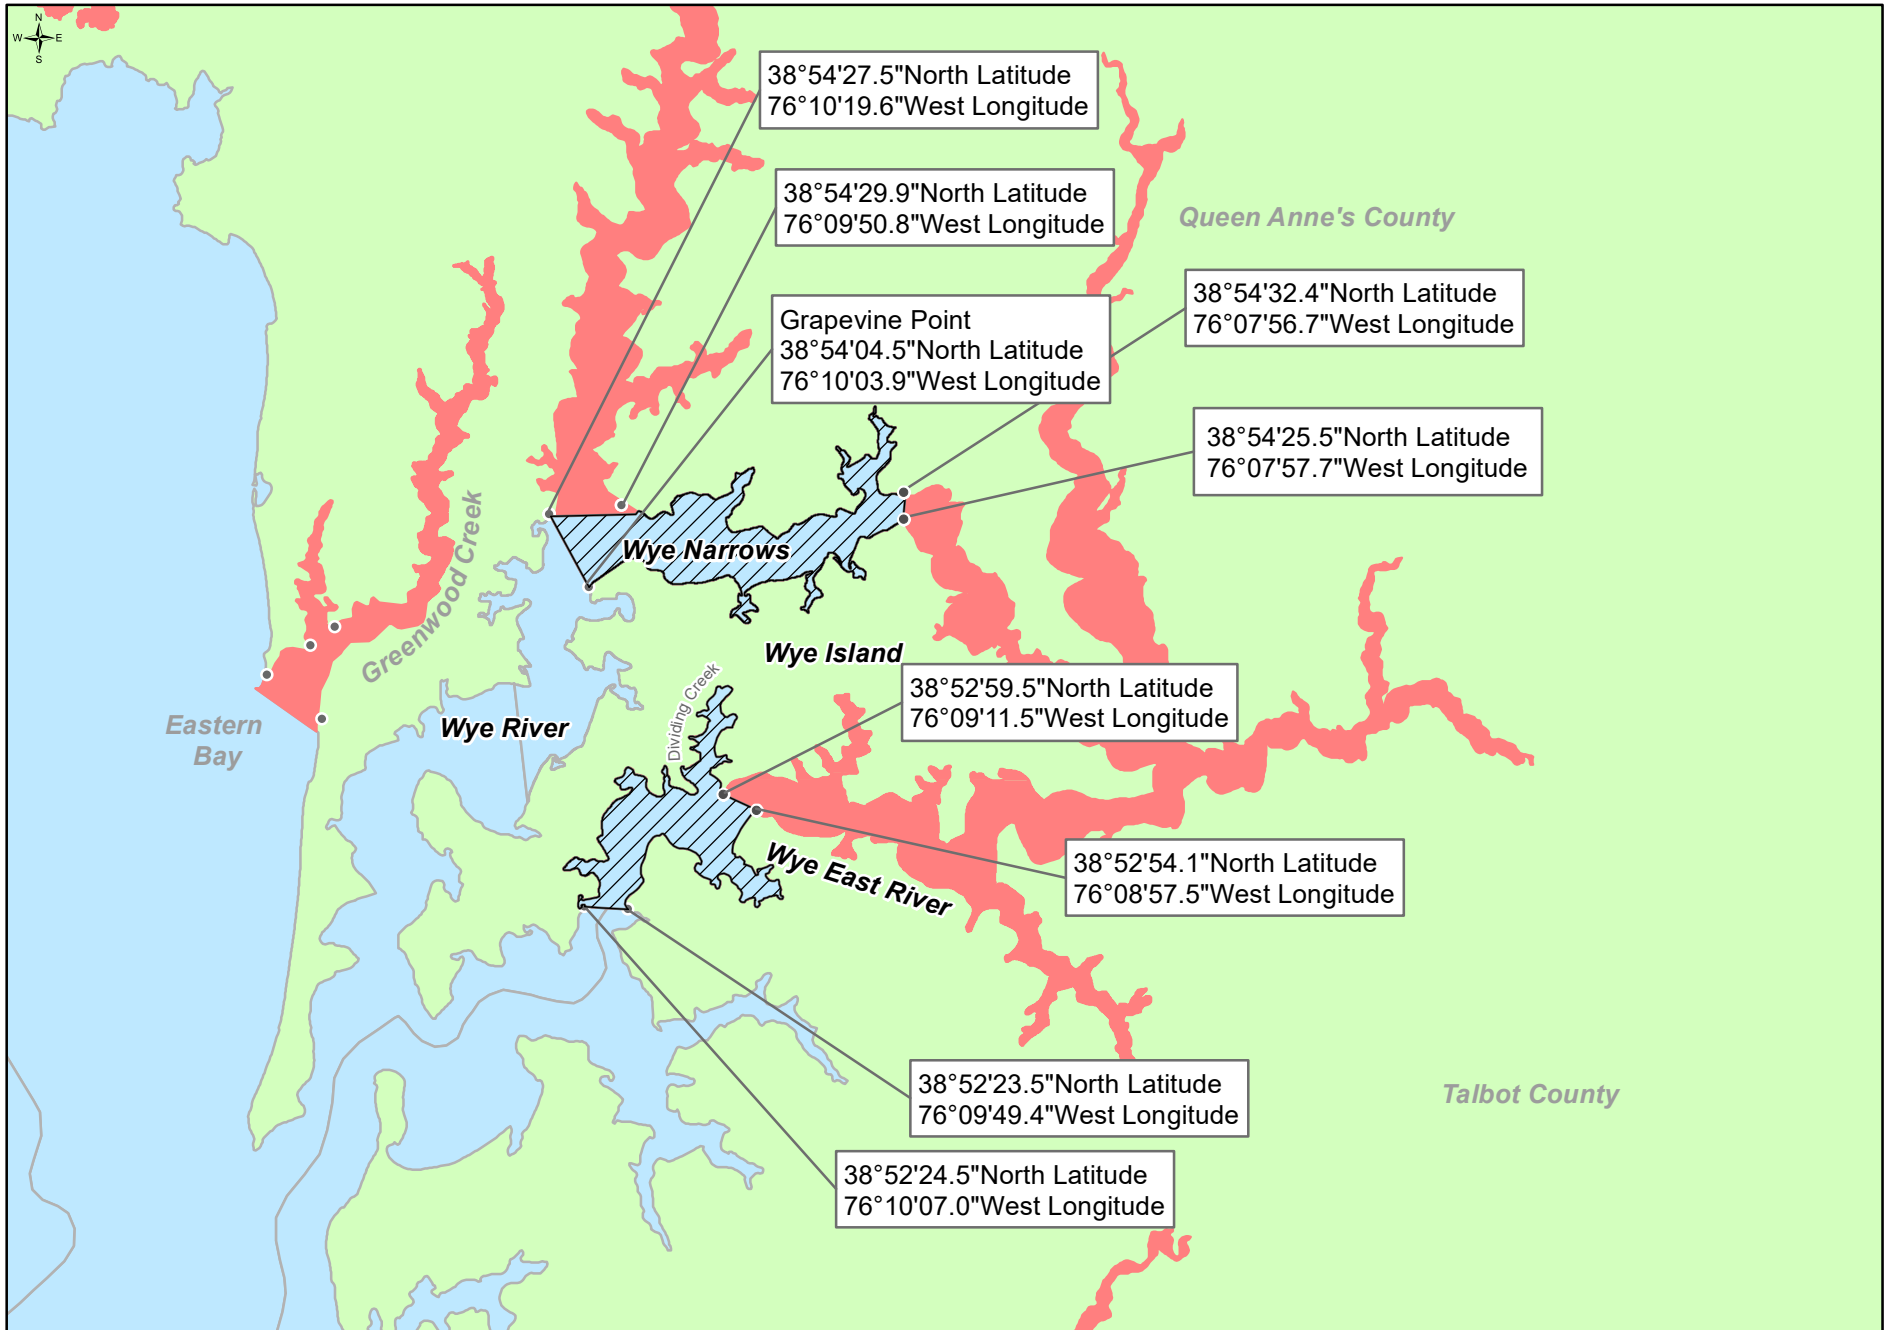 N
W E
S
38°54'27.5"North Latitude
76°10'19.6"West Longitude
38°54'29.9"North Latitude
76°09'50.8"West Longitude
Queen Anne's County
38°54'32.4"North Latitude
76°07'56.7"West Longitude
Grapevine Point
38°54'04.5"North Latitude
76°10'03.9"West Longitude
38°54'25.5"North Latitude
76°07'57.7"West Longitude
Greenwood Creek
Wye Narrows
Wye Island
Dividing Creek
38°52'59.5"North Latitude
76°09'11.5"West Longitude
Eastern
Bay
Wye River
Wye East River
38°52'54.1"North Latitude
76°08'57.5"West Longitude
38°52'23.5"North Latitude
76°09'49.4"West Longitude
Talbot County
38°52'24.5"North Latitude
76°10'07.0"West Longitude